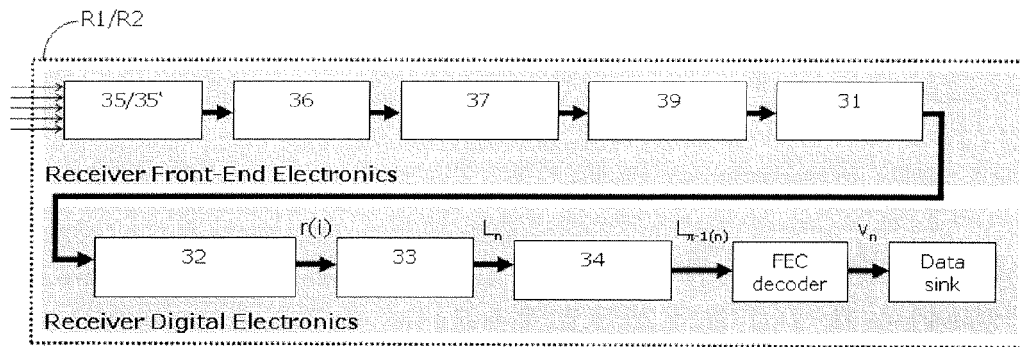 R1/R2
35/35'
36
37
39
31
Receiver Front-End Electronics
32
r(i)
33
Ln
34
Lπ-1(n)
FEC
decoder
vn
Data
sink
Receiver Digital Electronics